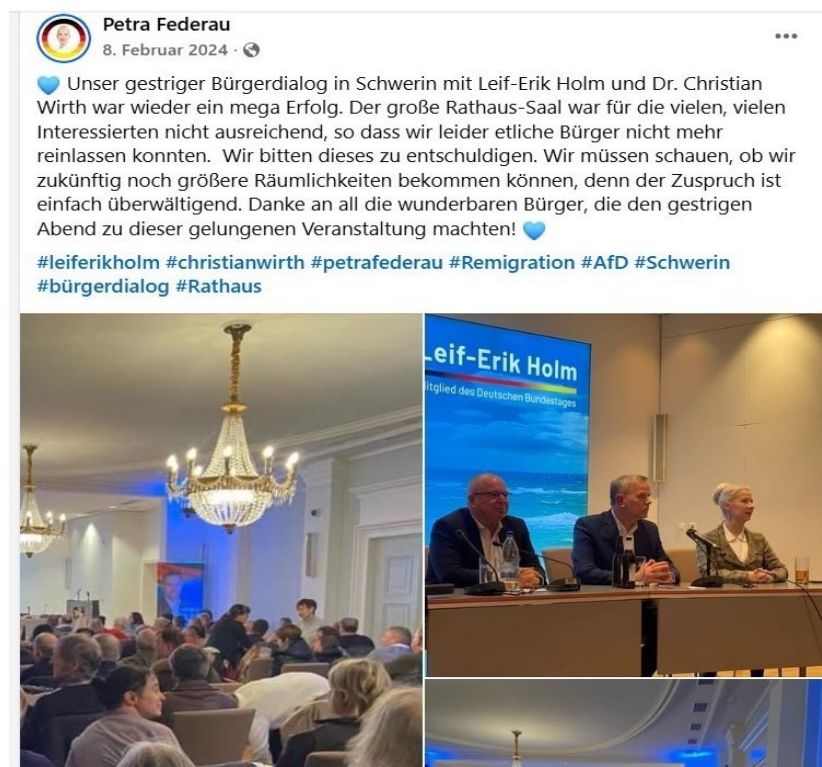 Petra Federau
8. Februar 2024 ·
💙 Unser gestriger Bürgerdialog in Schwerin mit Leif-Erik Holm und Dr. Christian
Wirth war wieder ein mega Erfolg. Der große Rathaus-Saal war für die vielen, vielen
Interessierten nicht ausreichend, so dass wir leider etliche Bürger nicht mehr
reinlassen konnten. Wir bitten dieses zu entschuldigen. Wir müssen schauen, ob wir
zukünftig noch größere Räumlichkeiten bekommen können, denn der Zuspruch ist
einfach überwältigend. Danke an all die wunderbaren Bürger, die den gestrigen
Abend zu dieser gelungenen Veranstaltung machten! 💙
#leiferikholm #christianwirth #petrafederau #Remigration #AfD #Schwerin
#bürgerdialog #Rathaus
Leif-Erik Holm
itglied des Deutschen Bundestages